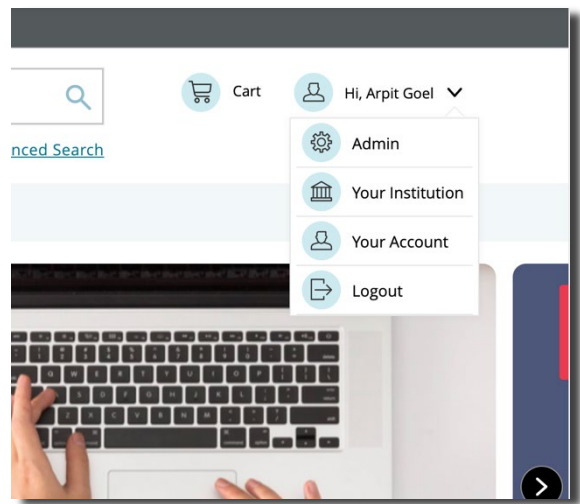 Cart
Hi, Arpit Goel
nced Search
Admin
Your Institution
Your Account
Logout